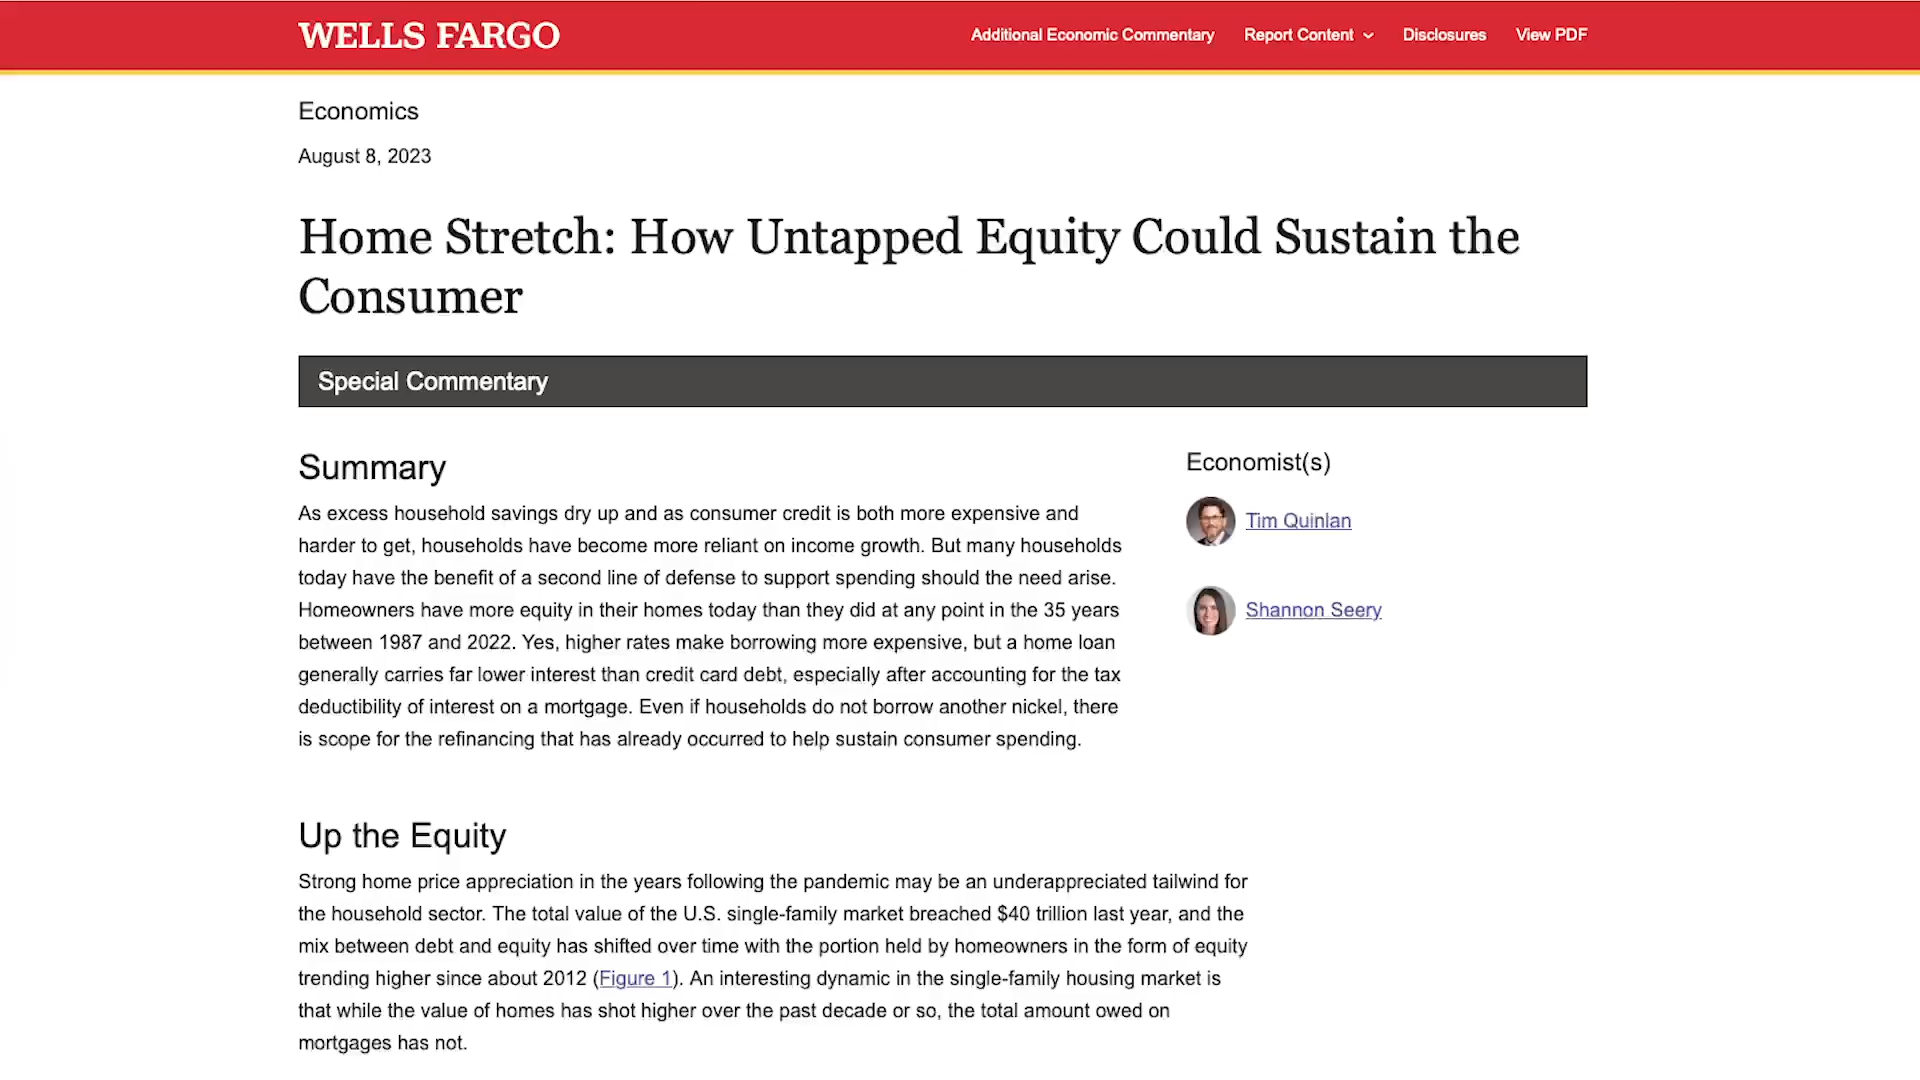 WELLS FARGO
Additional Economic Commentary Report Content Disclosures View PDF
Economics
August 8, 2023
Home Stretch: How Untapped Equity Could Sustain the
Consumer
Special Commentary
Summary
As excess household savings dry up and as consumer credit is both more expensive and
harder to get, households have become more reliant on income growth. But many households
today have the benefit of a second line of defense to support spending should the need arise.
Homeowners have more equity in their homes today than they did at any point in the 35 years
between 1987 and 2022. Yes, higher rates make borrowing more expensive, but a home loan
generally carries far lower interest than credit card debt, especially after accounting for the tax
deductibility of interest on a mortgage. Even if households do not borrow another nickel, there
is scope for the refinancing that has already occurred to help sustain consumer spending.
Economist(s)
Tim Quinlan
Shannon Seery
Up the Equity
Strong home price appreciation in the years following the pandemic may be an underappreciated tailwind for
the household sector. The total value of the U.S. single-family market breached $40 trillion last year, and the
mix between debt and equity has shifted over time with the portion held by homeowners in the form of equity
trending higher since about 2012 (Figure 1). An interesting dynamic in the single-family housing market is
that while the value of homes has shot higher over the past decade or so, the total amount owed on
mortgages has not.